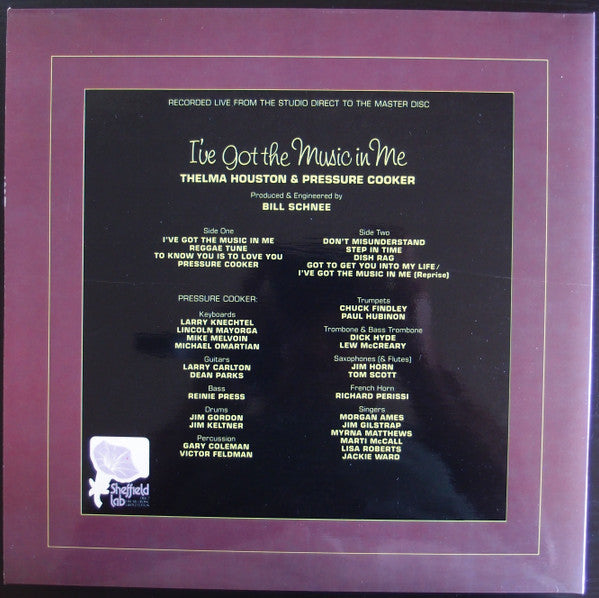 RECORDED LIVE FROM THE STUDIO DIRECT TO THE MASTER DISC
I've Got the Music in Me
THELMA HOUSTON & PRESSURE COOKER
Produced & Engineered by
BILL SCHNEE
Side One
I'VE GOT THE MUSIC IN ME
REGGAE TUNE
TO KNOW YOU IS TO LOVE YOU
PRESSURE COOKER
Side Two
DON'T MISUNDERSTAND
STEP IN TIME
DISH RAG
GOT TO GET YOU INTO MY LIFE/
I'VE GOT THE MUSIC IN ME (Reprise)
PRESSURE COOKER:
Keyboards
LARRY KNECHTEL
LINCOLN MAYORGA
MIKE MELVOIN
MICHAEL OMARTIAN
Guitars
LARRY CARLTON
DEAN PARKS
Bass
REINIE PRESS
Drums
JIM GORDON
JIM KELTNER
Percussion
GARY COLEMAN
VICTOR FELDMAN
Trumpets
CHUCK FINDLEY
PAUL HUBINON
Trombone & Bass Trombone
DICK HYDE
LEW McCREARY
Saxophones (& Flutes)
JIM HORN
TOM SCOTT
French Horn
RICHARD PERISSI
Singers
MORGAN AMES
JIM GILSTRAP
MYRNA MATTHEWS
MARTI McCALL
LISA ROBERTS
JACKIE WARD
Sheffield
Lab